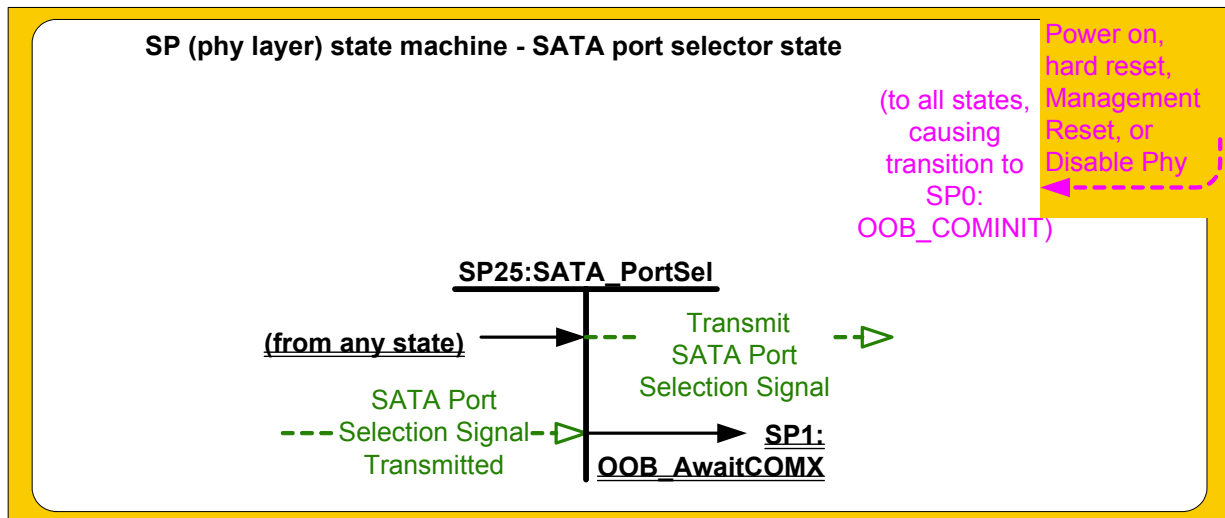 SP (phy layer) state machine - SATA port selector state
Power on,
hard reset,
Management
Reset, or
Disable Phy
(to all states,
causing
transition to
SP0:
OOB_COMINIT)
SP25:SATA_PortSel
(from any state)
Transmit
SATA Port
Selection Signal
SATA Port
Selection Signal
Transmitted
SP1:
OOB_AwaitCOMX